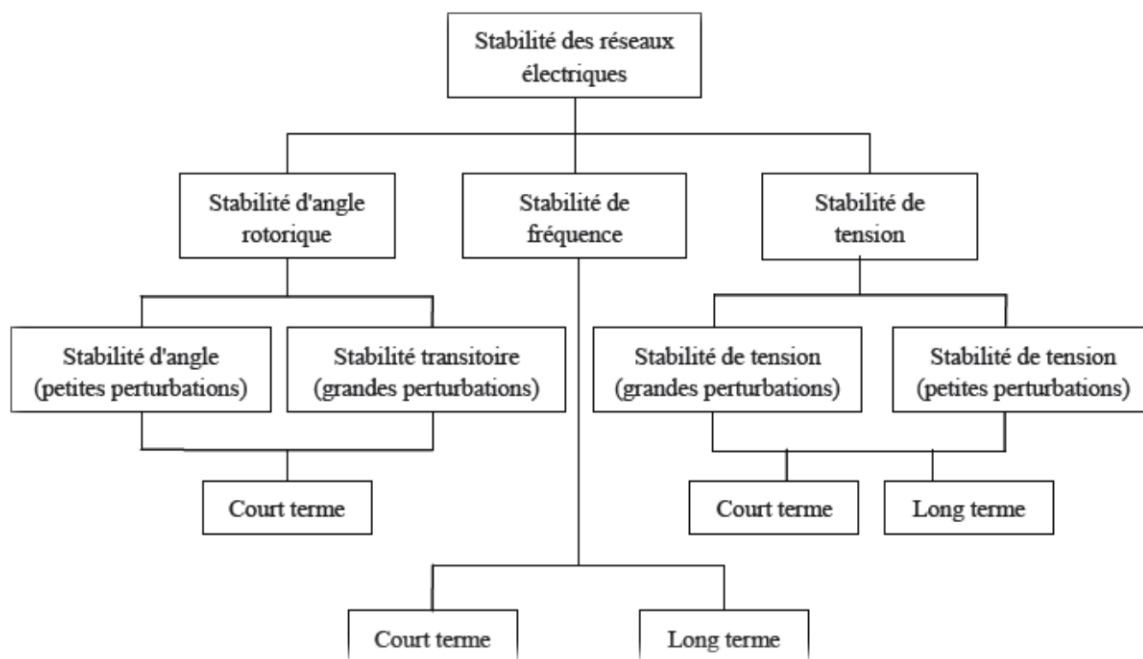 Stabilité des réseaux
électriques
Stabilité d'angle
rotorique
Stabilité de
fréquence
Stabilité de
tension
Stabilité d'angle
(petites perturbations)
Stabilité transitoire
(grandes perturbations)
Stabilité de tension
(grandes perturbations)
Stabilité de tension
(petites perturbations)
Court terme
Court terme
Long terme
Court terme
Long terme